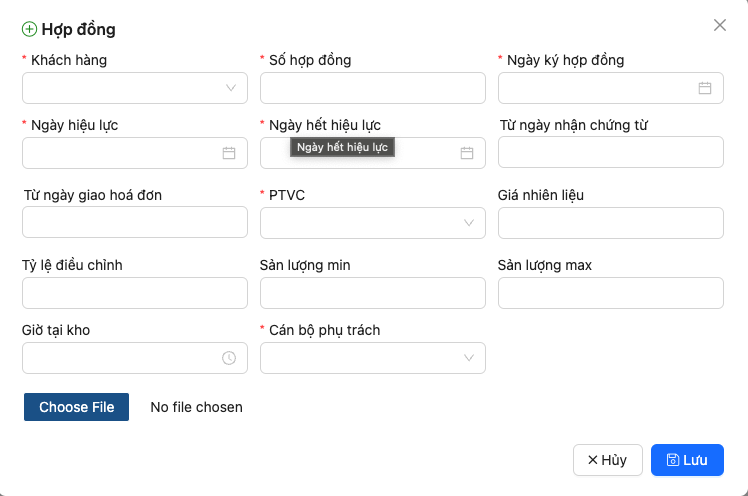 Hợp đồng
* Khách hàng * Số hợp đồng * Ngày ký hợp đồng
* Ngày hiệu lực * Ngày hết hiệu lực Từ ngày nhận chứng từ
Ngày hết hiệu lực
Từ ngày giao hoá đơn * PTVC Giá nhiên liệu
Tỷ lệ điều chỉnh Sản lượng min Sản lượng max
Giờ tại kho * Cán bộ phụ trách
Choose File No file chosen
Hủy Lưu